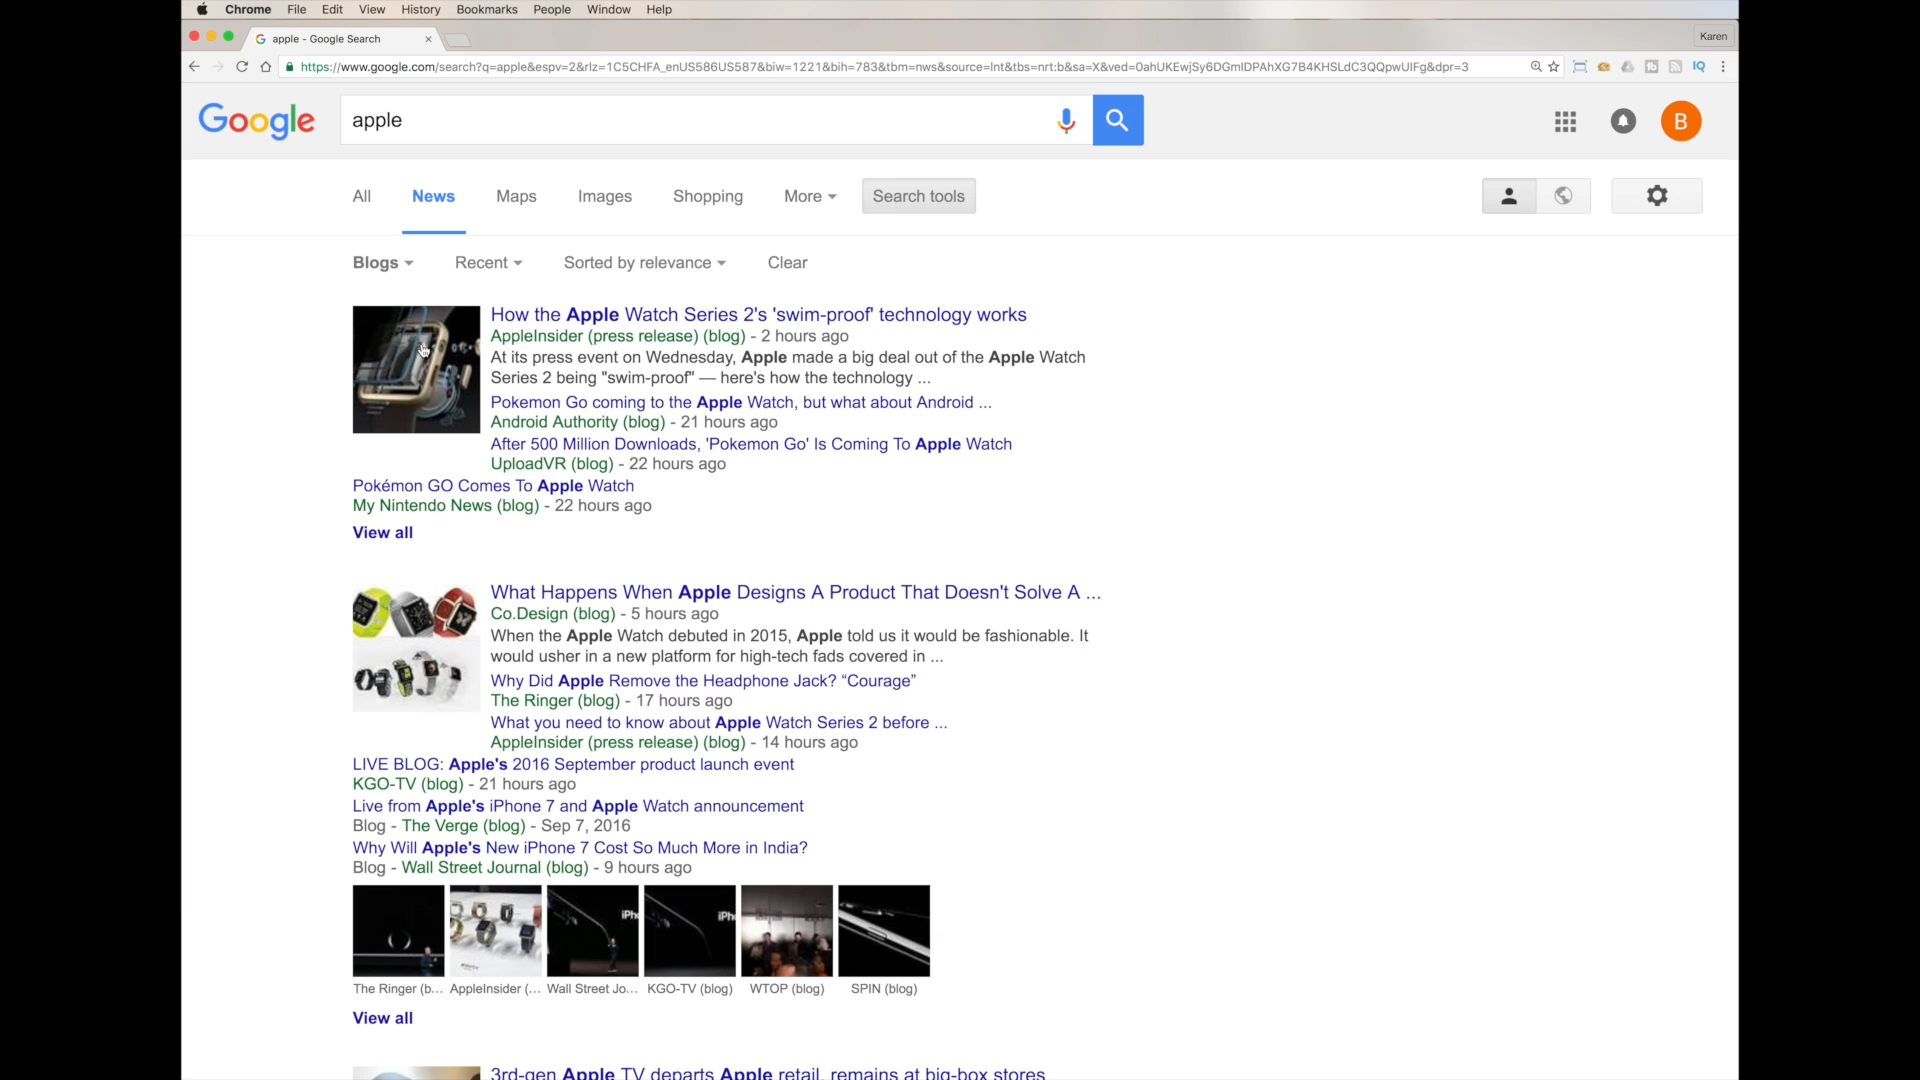 Chrome File Edit View History Bookmarks People Window Help
apple - Google Search
Karen
https://www.google.com/search?q=apple&espv=2&rlz=1C5CHFA_enUS586US587&biw=1221&bih=783&tbm=nws&source=lnt&tbs=nrt:b&sa=X&ved=0ahUKEwjSy6DGmIDPAhXG7B4KHSLdC3QQpwUIFg&dpr=3
IQ
Google
apple
B
All News Maps Images Shopping More Search tools
Blogs Recent Sorted by relevance Clear
How the Apple Watch Series 2's 'swim-proof' technology works
AppleInsider (press release) (blog) - 2 hours ago
At its press event on Wednesday, Apple made a big deal out of the Apple Watch
Series 2 being "swim-proof" — here's how the technology ...
Pokemon Go coming to the Apple Watch, but what about Android ...
Android Authority (blog) - 21 hours ago
After 500 Million Downloads, 'Pokemon Go' Is Coming To Apple Watch
UploadVR (blog) - 22 hours ago
Pokémon GO Comes To Apple Watch
My Nintendo News (blog) - 22 hours ago
View all
What Happens When Apple Designs A Product That Doesn't Solve A ...
Co.Design (blog) - 5 hours ago
When the Apple Watch debuted in 2015, Apple told us it would be fashionable. It
would usher in a new platform for high-tech fads covered in ...
Why Did Apple Remove the Headphone Jack? “Courage”
The Ringer (blog) - 17 hours ago
What you need to know about Apple Watch Series 2 before ...
AppleInsider (press release) (blog) - 14 hours ago
LIVE BLOG: Apple's 2016 September product launch event
KGO-TV (blog) - 21 hours ago
Live from Apple's iPhone 7 and Apple Watch announcement
Blog - The Verge (blog) - Sep 7, 2016
Why Will Apple's New iPhone 7 Cost So Much More in India?
Blog - Wall Street Journal (blog) - 9 hours ago
iPh iPh
The Ringer (b... AppleInsider (... Wall Street Jo... KGO-TV (blog) WTOP (blog) SPIN (blog)
View all
3rd-gen Apple TV departs Apple retail, remains at big-box stores